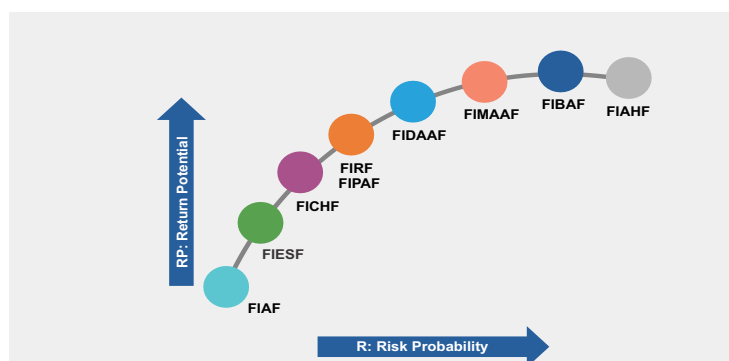 FIBAF
FIAHF
FIMAAF
FIDAAF
FIRF
FIPAF
FICHF
FIESF
FIAF
RP: Return Potential
R: Risk Probability